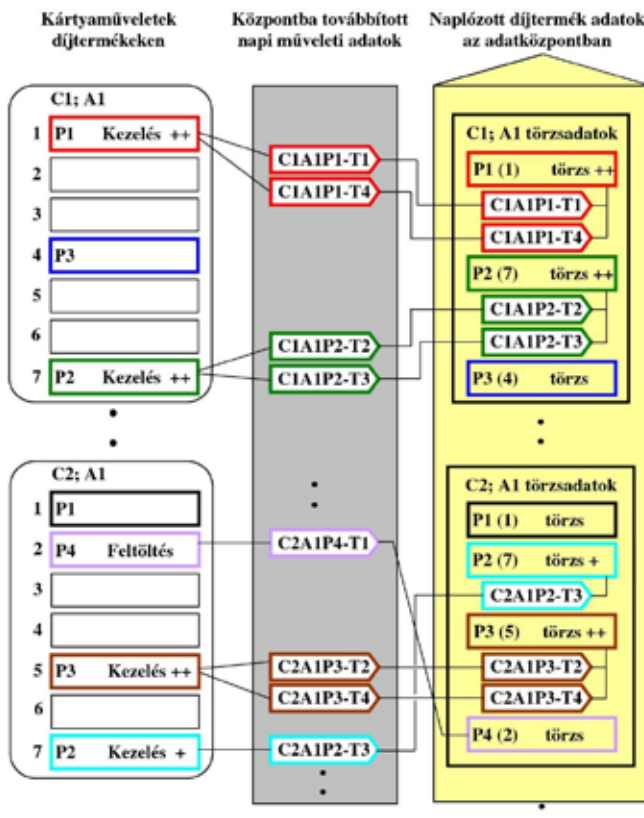 Kártyaműveletek
díjtermékeken
Központba továbbított
napi műveleti adatok
Naplózott díjtermék adatok
az adatközpontban
C1; A1
1 P1 Kezelés ++
2
3
4 P3
5
6
7 P2 Kezelés ++
C2; A1
1 P1
2 P4 Feltöltés
3
4
5 P3 Kezelés ++
6
7 P2 Kezelés +
C1A1P1-T1
C1A1P1-T4
C1A1P2-T2
C1A1P2-T3
C2A1P4-T1
C2A1P3-T2
C2A1P3-T4
C2A1P2-T3
C1; A1 törzsadatok
P1 (1) törzs ++
C1A1P1-T1
C1A1P1-T4
P2 (7) törzs ++
C1A1P2-T2
C1A1P2-T3
P3 (4) törzs
C2; A1 törzsadatok
P1 (1) törzs
P2 (7) törzs +
C2A1P2-T3
P3 (5) törzs ++
C2A1P3-T2
C2A1P3-T4
P4 (2) törzs